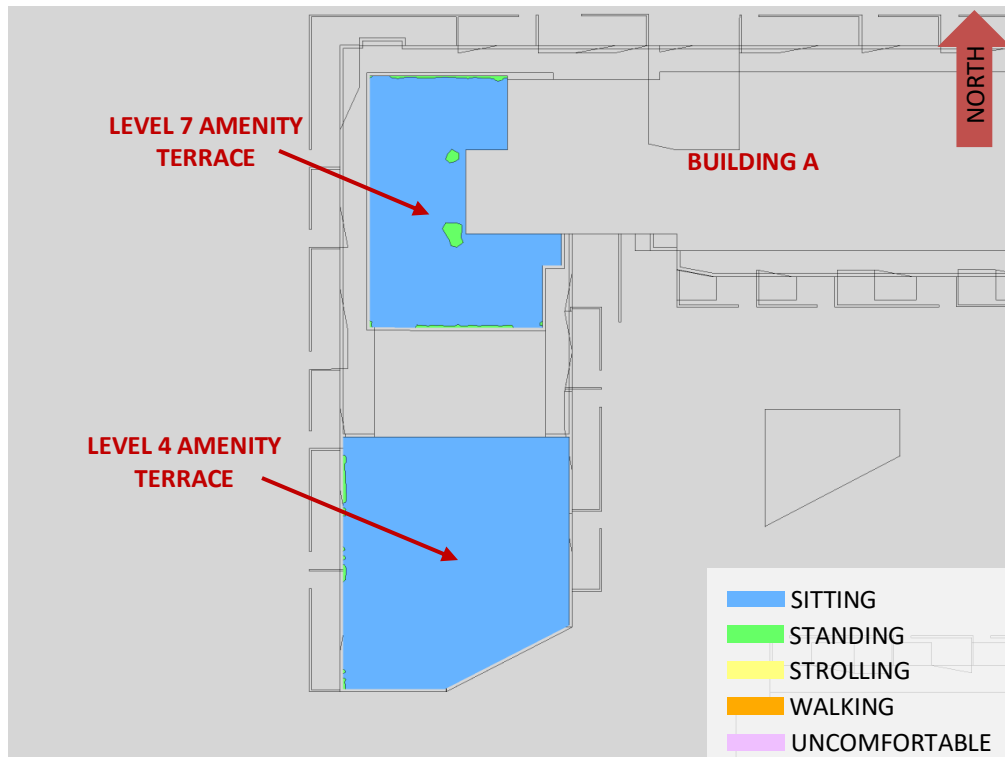 NORTH
LEVEL 7 AMENITY
TERRACE
BUILDING A
LEVEL 4 AMENITY
TERRACE
SITTING
STANDING
STROLLING
WALKING
UNCOMFORTABLE